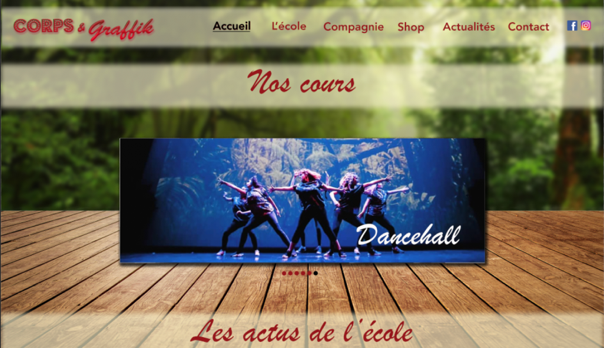 CORPS & Graffik
Accueil L'école Compagnie Shop Actualités Contact
Nos cours
Dancehall
Les actus de l'école